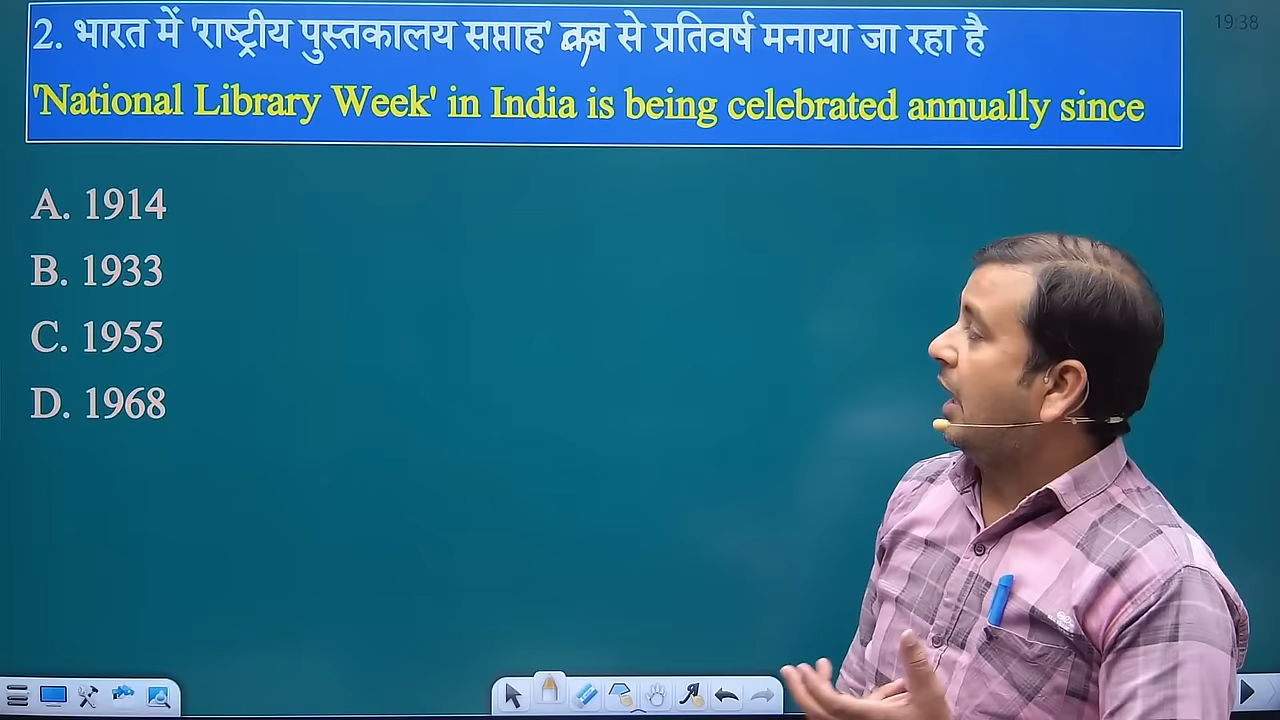 19:38
2. भारत में 'राष्ट्रीय पुस्तकालय सप्ताह' कब से प्रतिवर्ष मनाया जा रहा है
'National Library Week' in India is being celebrated annually since
A. 1914
B. 1933
C. 1955
D. 1968